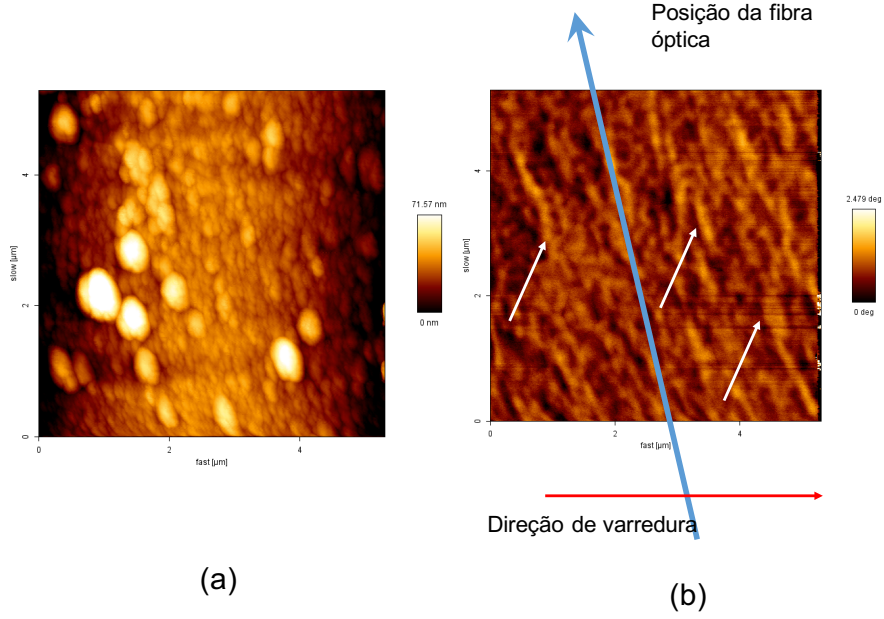 Posição da fibra
óptica
71.57 nm
0 nm
slow [µm]
4
2
0
0
2
4
fast [µm]
2.479 deg
0 deg
slow [µm]
4
2
0
0
2
4
fast [µm]
Direção de varredura
(a)
(b)